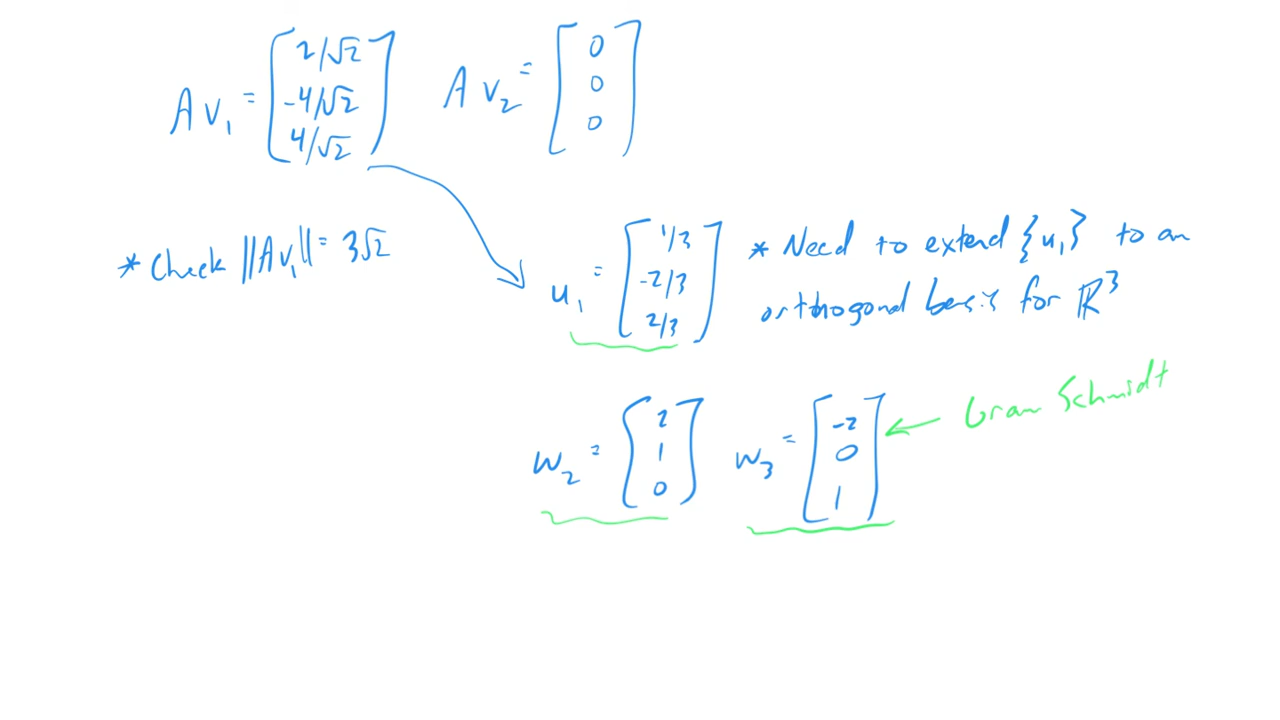 Av₁ = [2/√2, -4/√2, 4/√2] Av₂ = [0, 0, 0]
* Check ||Av₁|| = 3√2
u₁ = [1/3, -2/3, 2/3] * Need to extend {u₁} to an
orthogonal basis for ℝ³
w₂ = [2, 1, 0] w₃ = [-2, 0, 1] ← Gram Schmidt